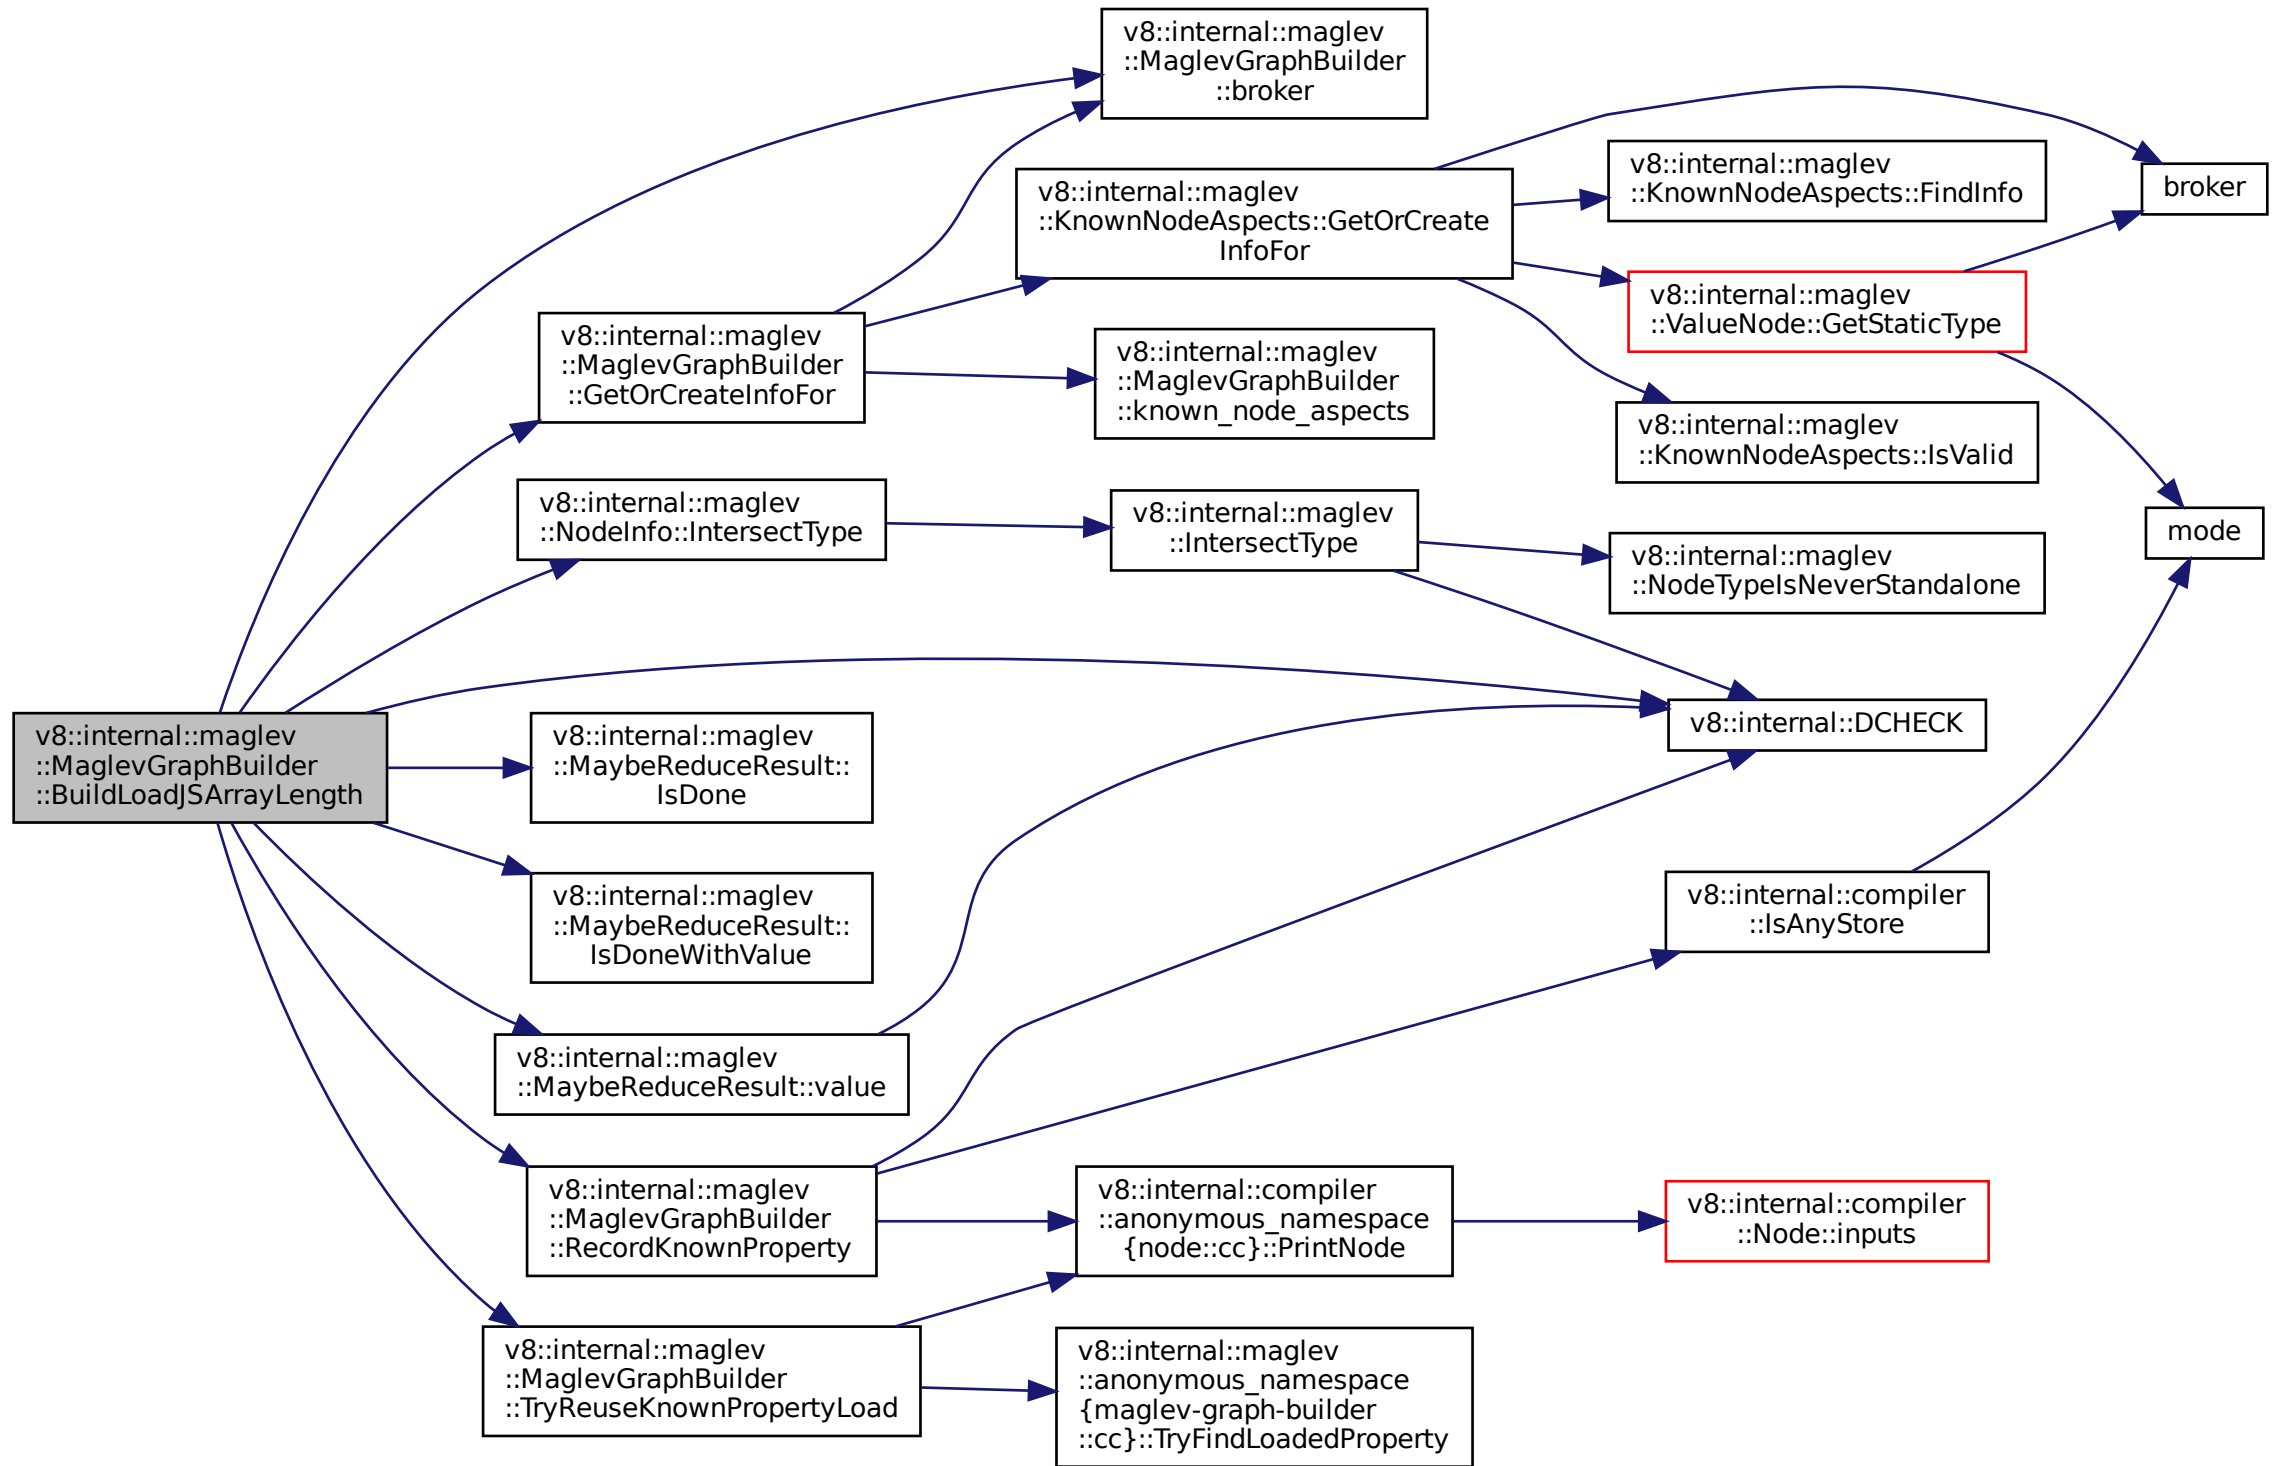 v8::internal::maglev
::MaglevGraphBuilder
::BuildLoadJSArrayLength
v8::internal::maglev
::MaglevGraphBuilder
::broker
v8::internal::maglev
::MaglevGraphBuilder
::GetOrCreateInfoFor
v8::internal::maglev
::KnownNodeAspects::GetOrCreate
InfoFor
broker
v8::internal::maglev
::KnownNodeAspects::FindInfo
v8::internal::maglev
::ValueNode::GetStaticType
mode
v8::internal::maglev
::KnownNodeAspects::IsValid
v8::internal::maglev
::MaglevGraphBuilder
::known_node_aspects
v8::internal::maglev
::NodeInfo::IntersectType
v8::internal::maglev
::IntersectType
v8::internal::maglev
::NodeTypeIsNeverStandalone
v8::internal::DCHECK
v8::internal::maglev
::MaybeReduceResult::
IsDone
v8::internal::maglev
::MaybeReduceResult::
IsDoneWithValue
v8::internal::maglev
::MaybeReduceResult::value
v8::internal::maglev
::MaglevGraphBuilder
::RecordKnownProperty
v8::internal::compiler
::IsAnyStore
v8::internal::compiler
::anonymous_namespace
{node::cc}::PrintNode
v8::internal::compiler
::Node::inputs
v8::internal::maglev
::MaglevGraphBuilder
::TryReuseKnownPropertyLoad
v8::internal::maglev
::anonymous_namespace
{maglev-graph-builder
::cc}::TryFindLoadedProperty